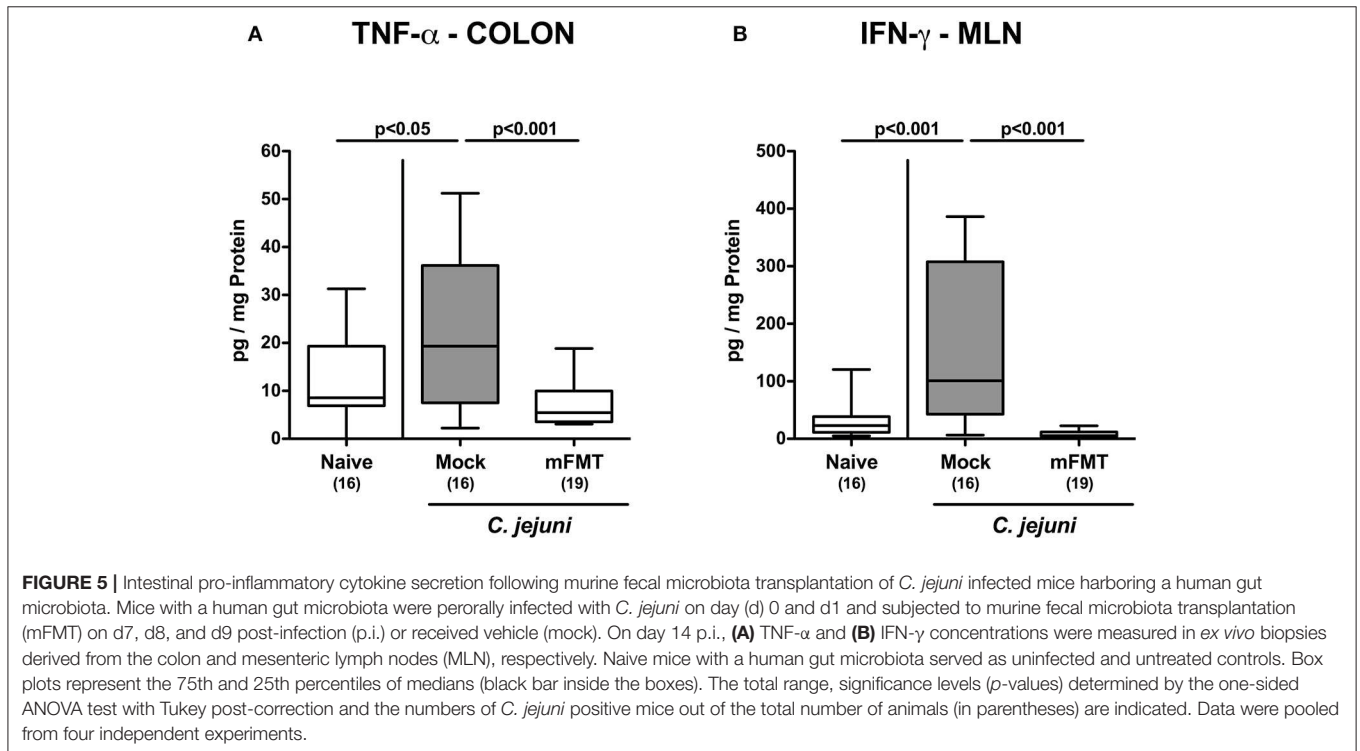 A
TNF-α - COLON
p<0.05
p<0.001
60
50
40
30
20
10
0
pg / mg Protein
Naive
Mock
mFMT
(16)
(16)
(19)
C. jejuni
B
IFN-γ - MLN
p<0.001
p<0.001
500
400
300
200
100
0
pg / mg Protein
Naive
Mock
mFMT
(16)
(16)
(19)
C. jejuni
FIGURE 5 | Intestinal pro-inflammatory cytokine secretion following murine fecal microbiota transplantation of C. jejuni infected mice harboring a human gut
microbiota. Mice with a human gut microbiota were perorally infected with C. jejuni on day (d) 0 and d1 and subjected to murine fecal microbiota transplantation
(mFMT) on d7, d8, and d9 post-infection (p.i.) or received vehicle (mock). On day 14 p.i., (A) TNF-α and (B) IFN-γ concentrations were measured in ex vivo biopsies
derived from the colon and mesenteric lymph nodes (MLN), respectively. Naive mice with a human gut microbiota served as uninfected and untreated controls. Box
plots represent the 75th and 25th percentiles of medians (black bar inside the boxes). The total range, significance levels (p-values) determined by the one-sided
ANOVA test with Tukey post-correction and the numbers of C. jejuni positive mice out of the total number of animals (in parentheses) are indicated. Data were pooled
from four independent experiments.